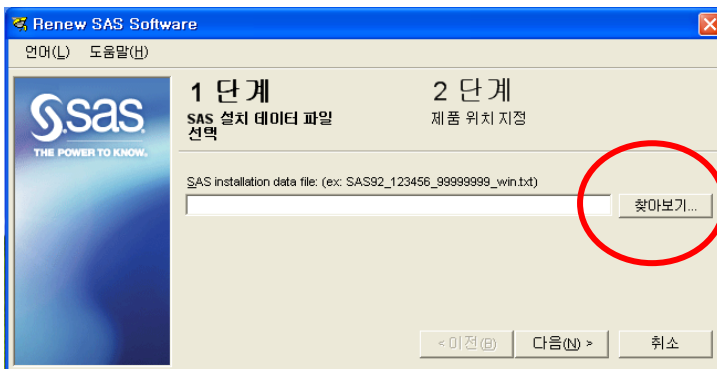 Renew SAS Software
언어(L) 도움말(H)
sas
THE POWER TO KNOW.
1 단계
SAS 설치 데이터 파일
선택
2 단계
제품 위치 지정
SAS installation data file: (ex: SAS92_123456_99999999_win.txt)
찾아보기...
<이전(B) 다음(N) > 취소